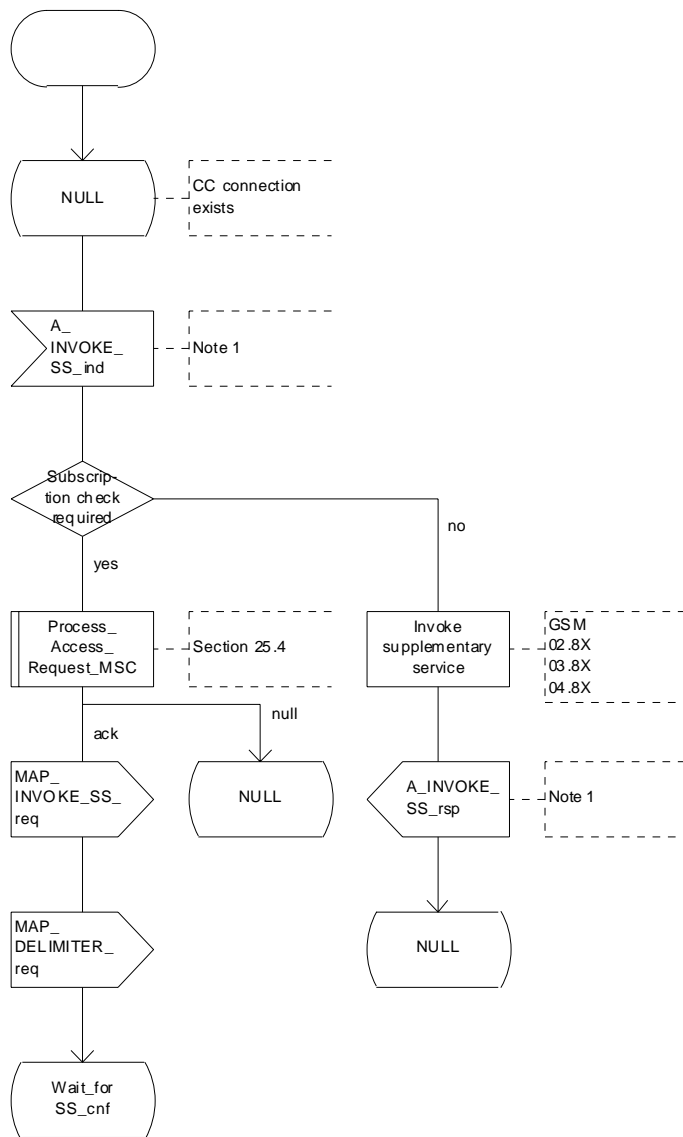 NULL
CC connection
exists
A_
INVOKE_
SS_ind
Note 1
Subscrip-
tion check
required
no
yes
Process_
Access_
Request_MSC
Section 25.4
Invoke
supplementary
service
GSM
02.8X
03.8X
04.8X
null
ack
MAP_
INVOKE_SS_
req
NULL
A_INVOKE_
SS_rsp
Note 1
MAP_
DELIMITER_
req
NULL
Wait_for
SS_cnf